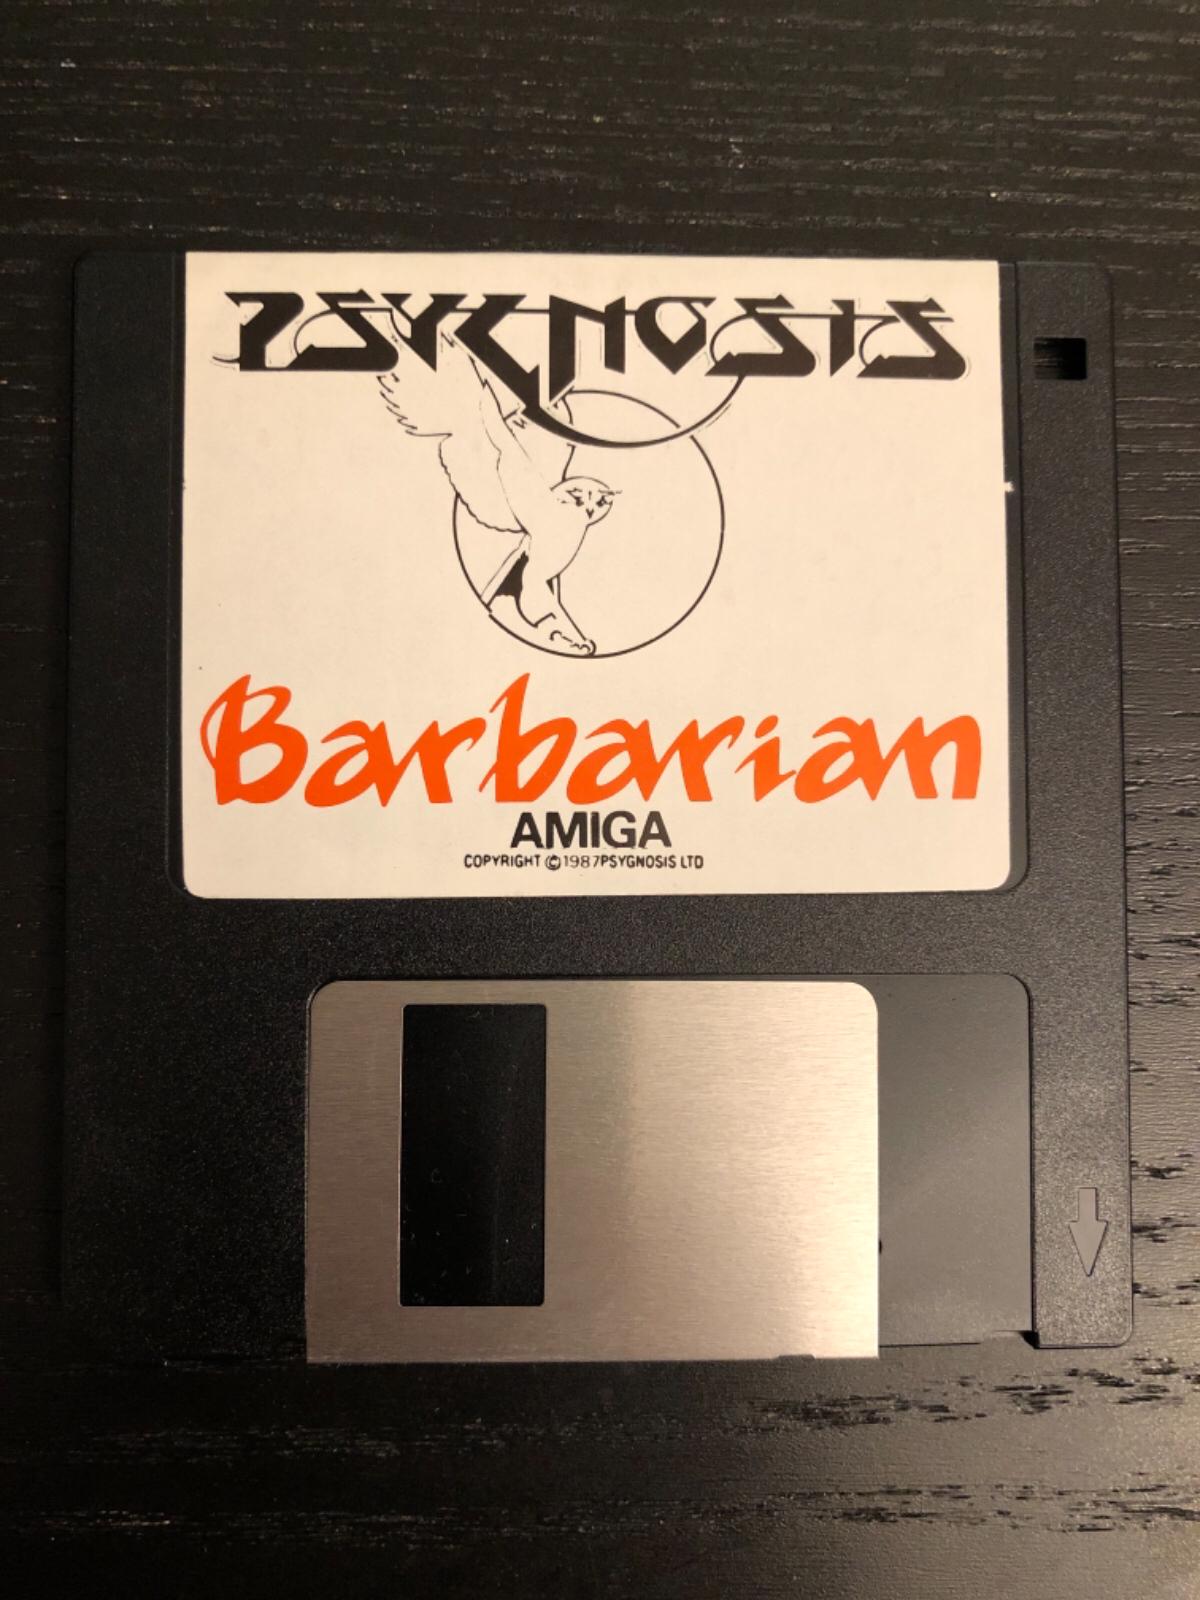 PSYGNOSIS
Barbarian
AMIGA
COPYRIGHT © 1987 PSYGNOSIS LTD